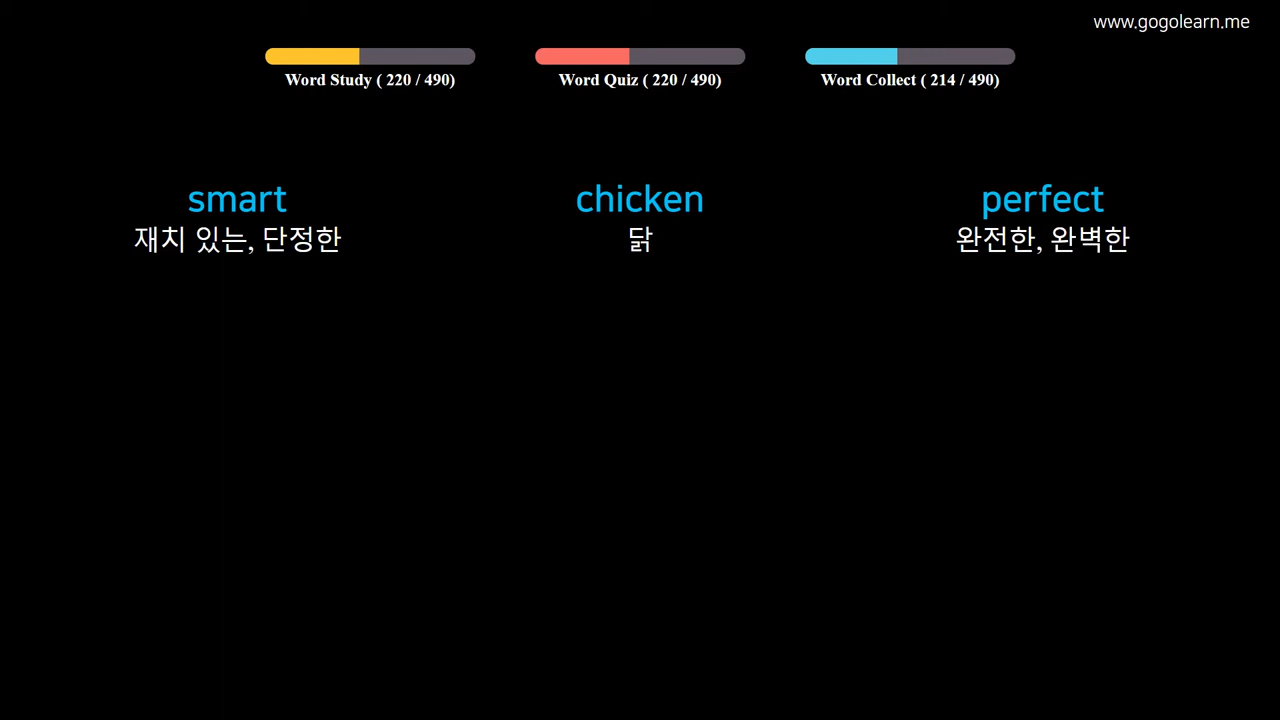 www.gogolearn.me
Word Study ( 220 / 490)
Word Quiz ( 220 / 490)
Word Collect ( 214 / 490)
smart
재치 있는, 단정한
chicken
닭
perfect
완전한, 완벽한